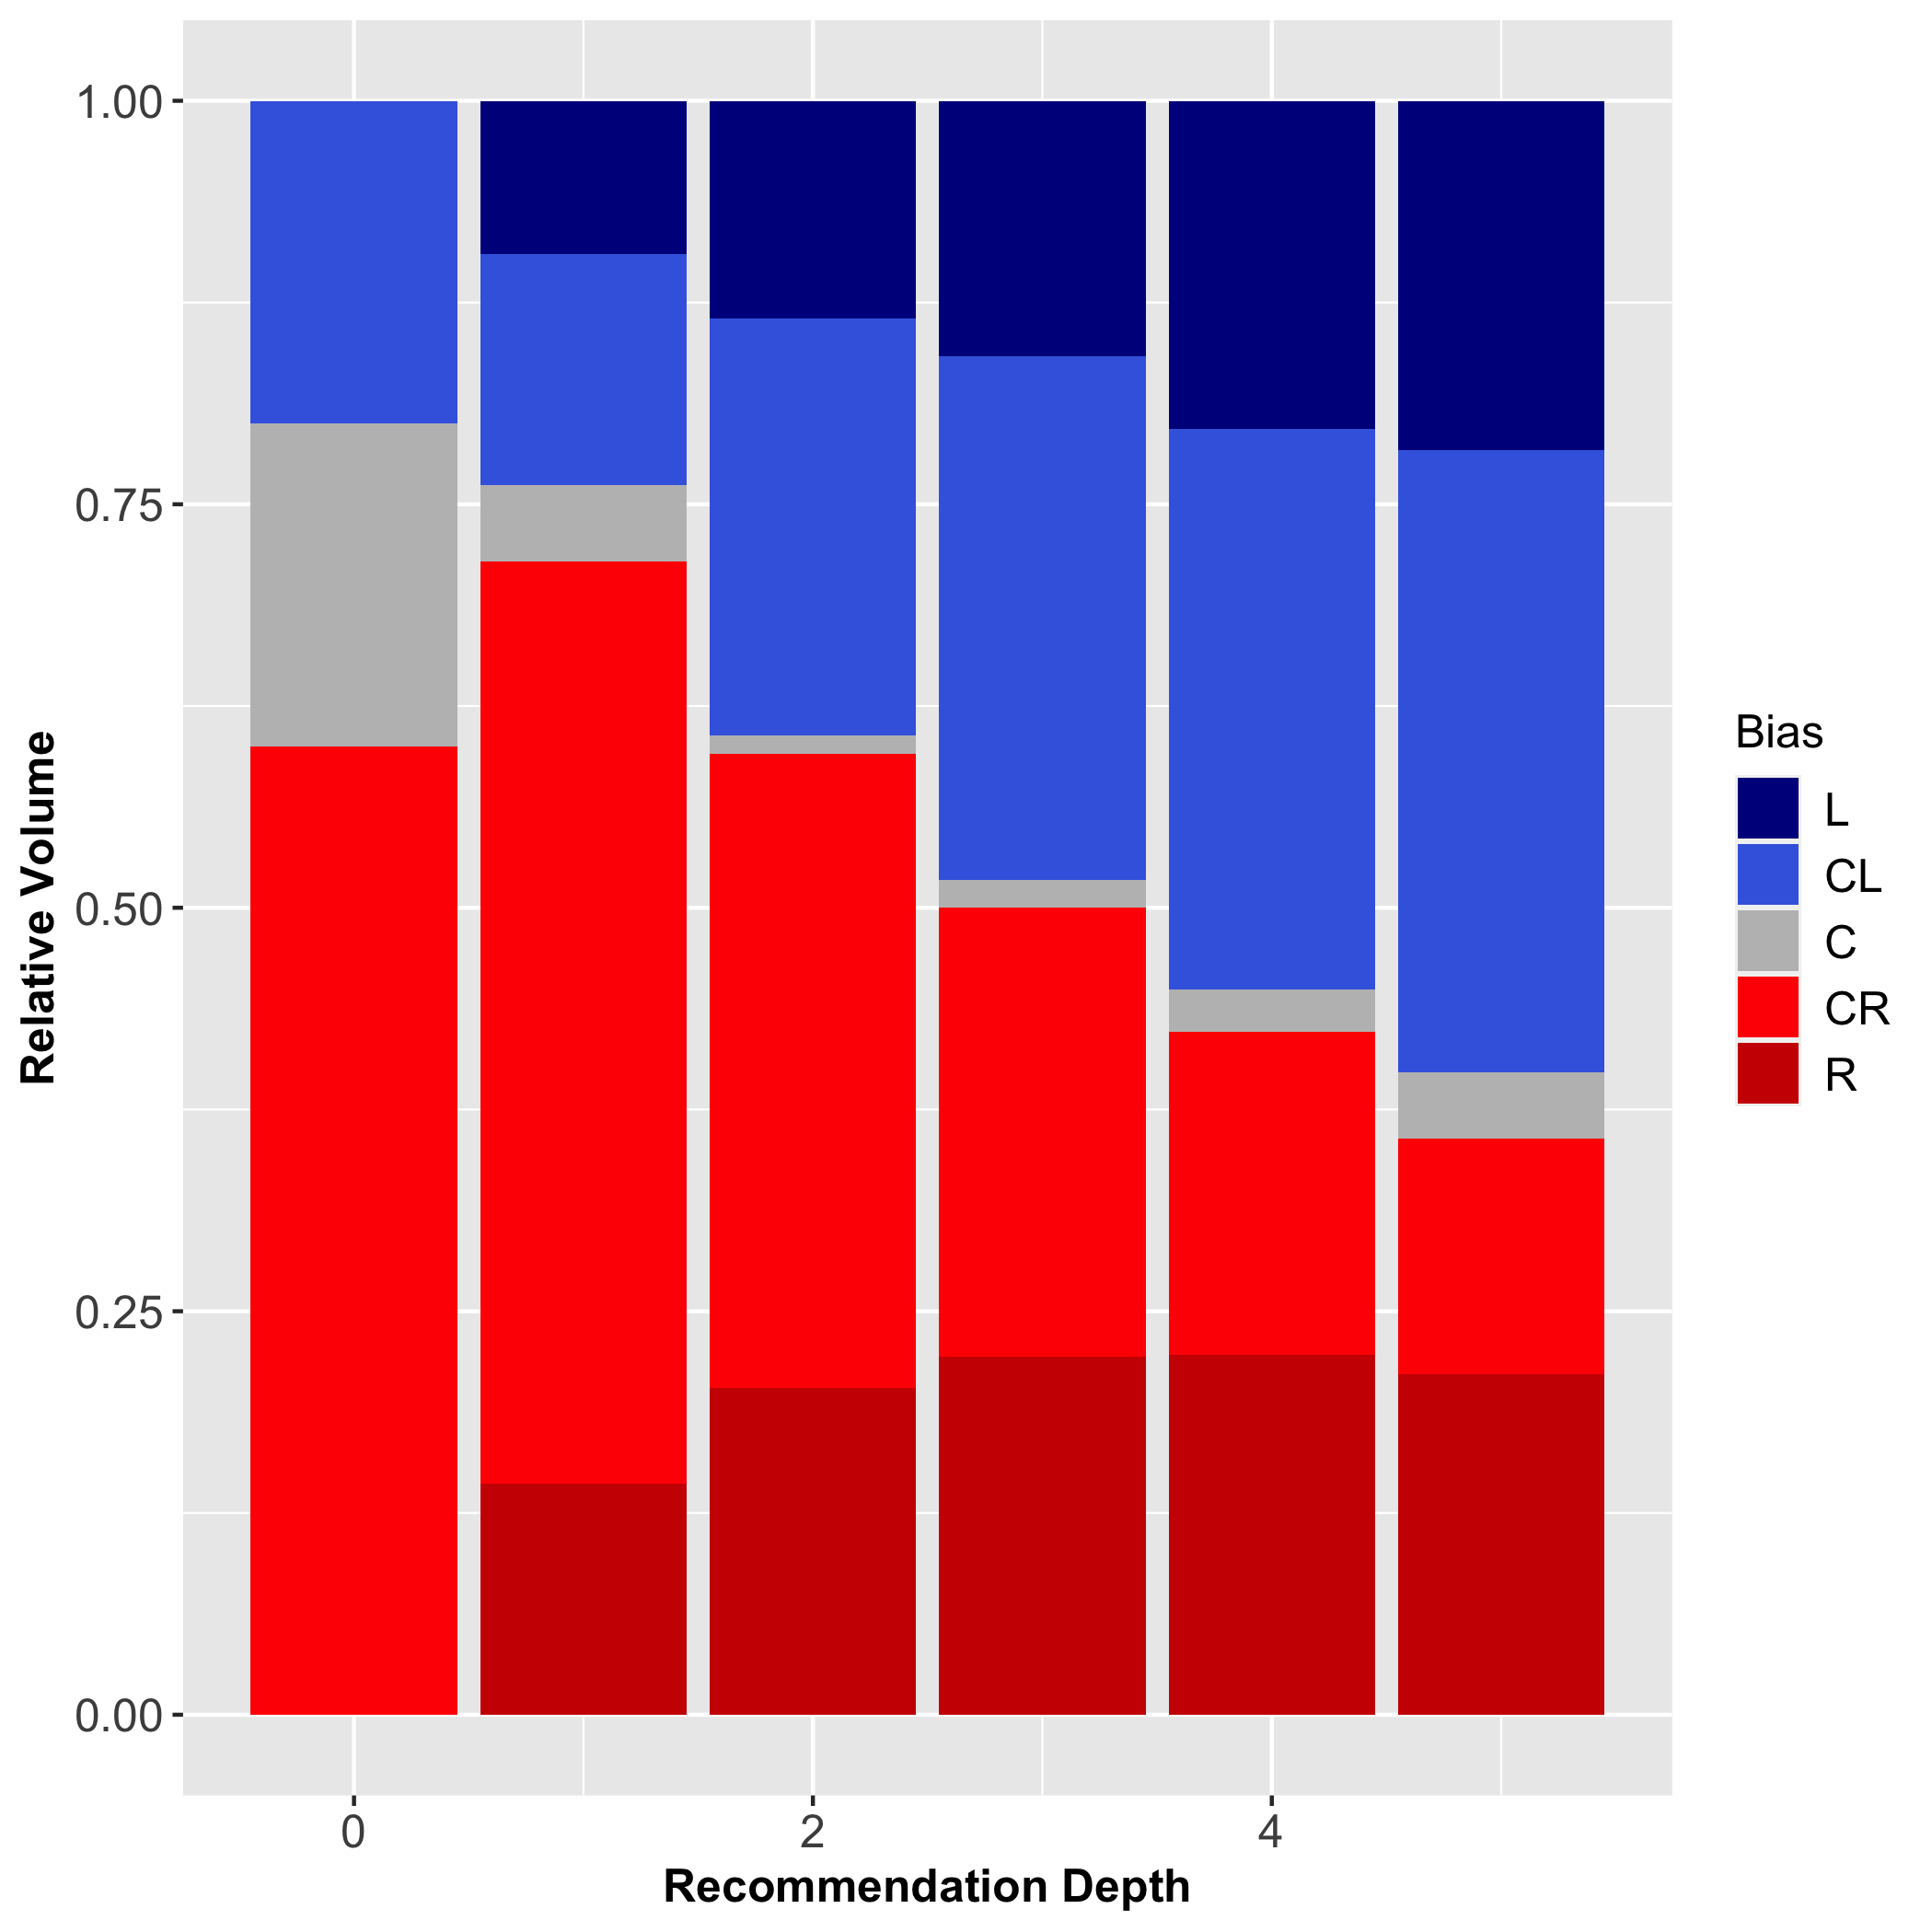 1.00
0.75
0.50
0.25
0.00
Relative Volume
0
2
4
Recommendation Depth
Bias
L
CL
C
CR
R